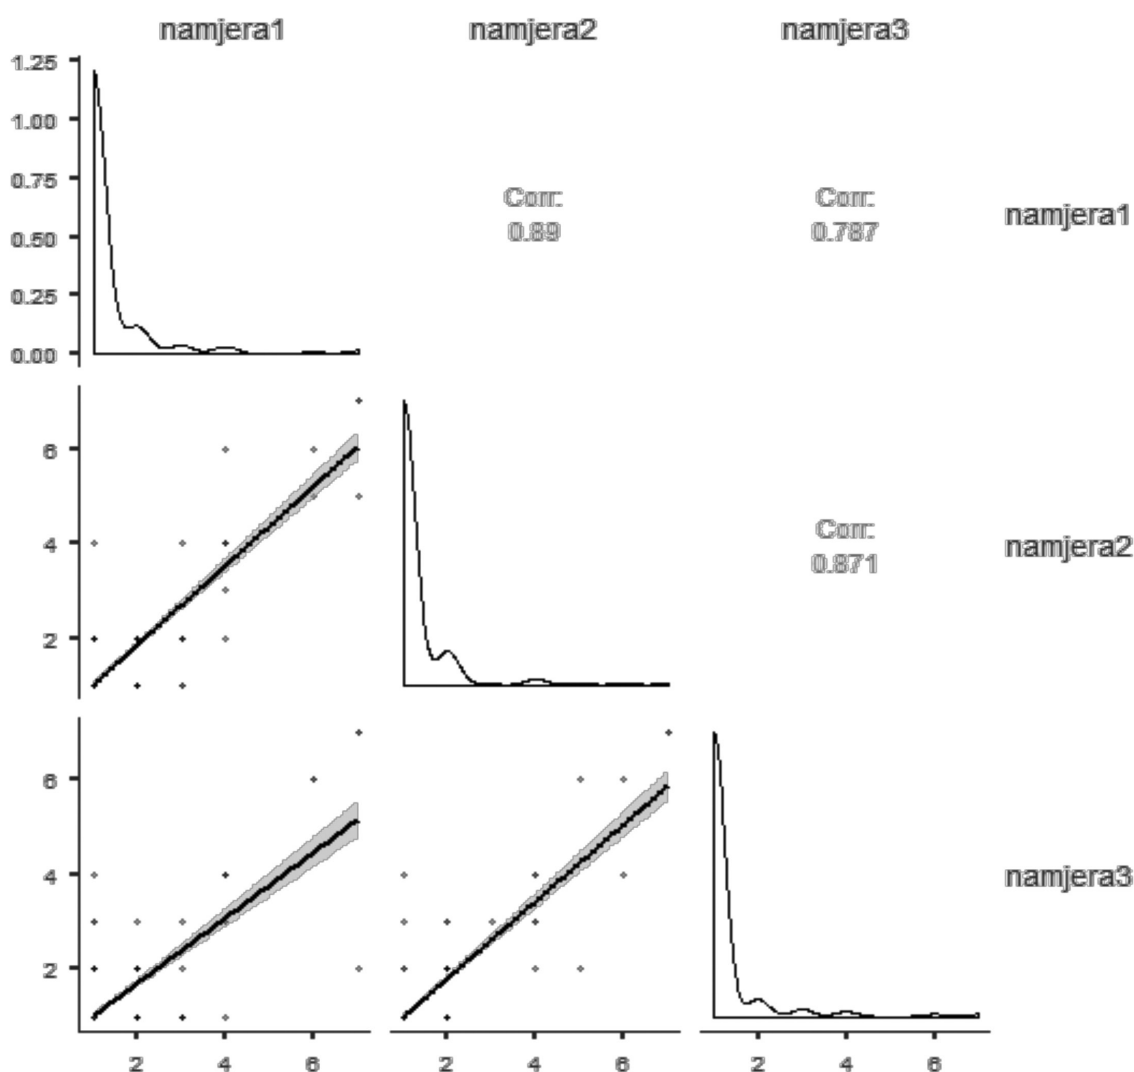 namjera1 namjera2 namjera3
1.25
1.00
0.75
0.50
0.25
0.00
Corr:
0.89
Corr:
0.787
namjera1
6
4
2
Corr:
0.871
namjera2
6
4
2
namjera3
2 4 6 2 4 6 2 4 6